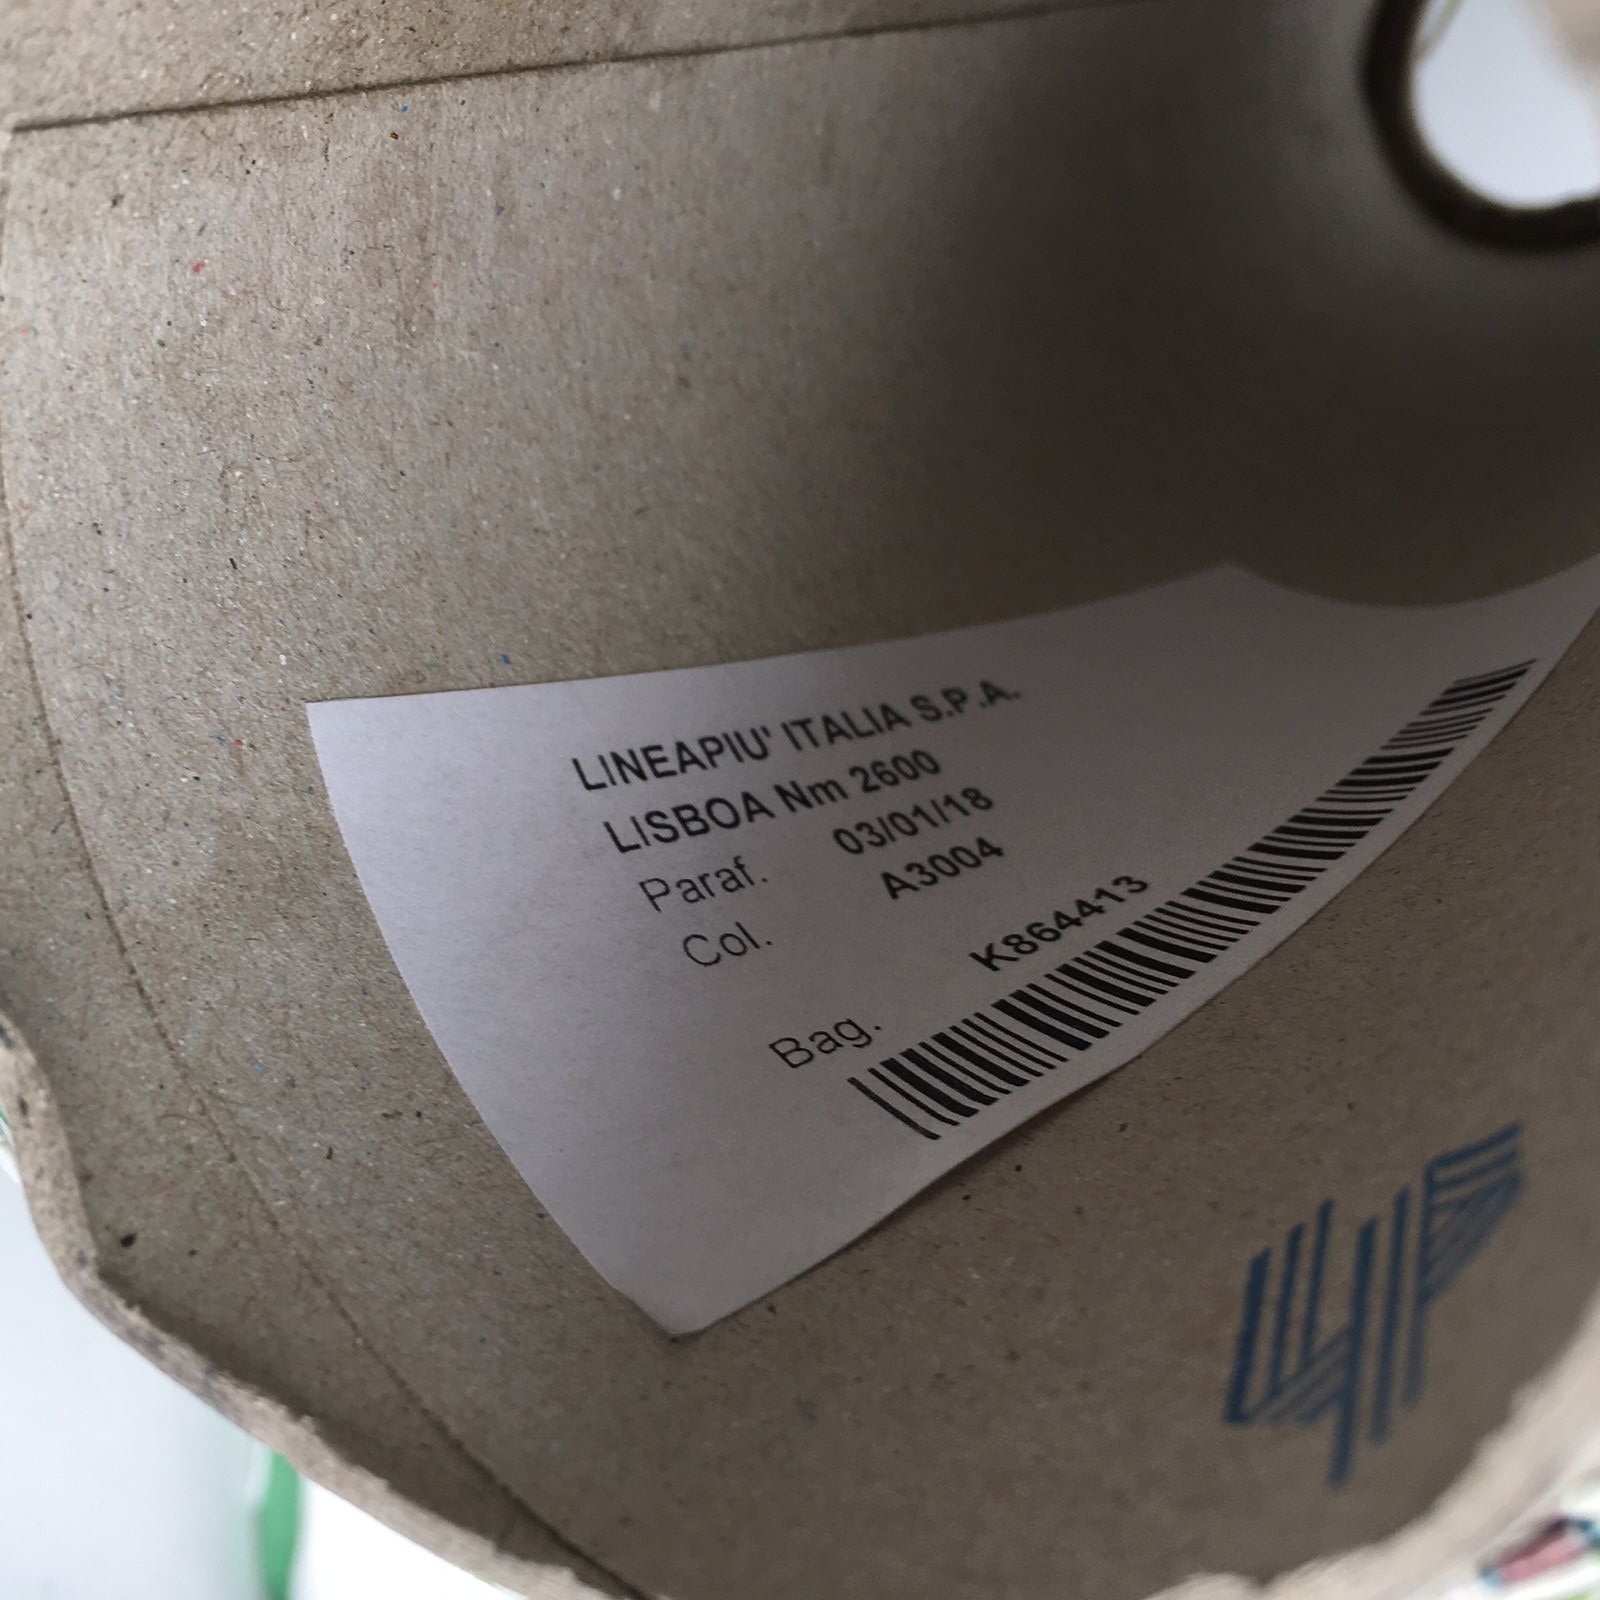 LINEAPIU' ITALIA S.P.A.
LISBOA Nm 2600
Paraf. 03/01/18
Col. A3004
Bag. K864413